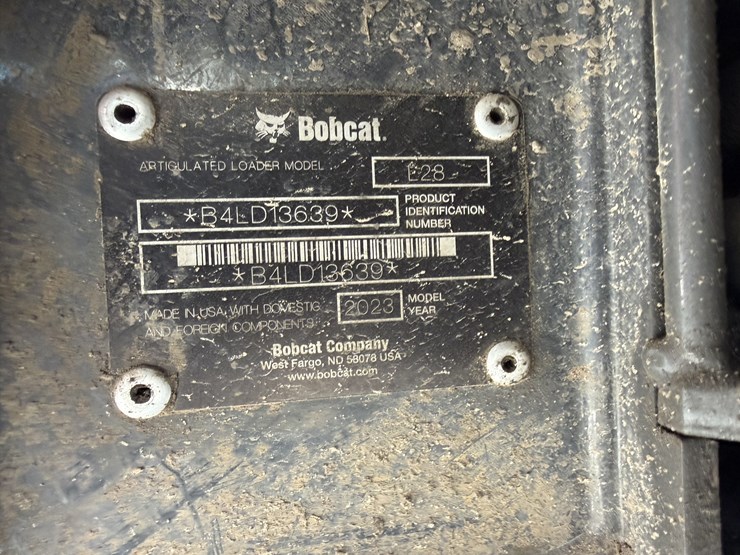 Bobcat.
ARTICULATED LOADER MODEL L28
*B4LD13639*
PRODUCT
IDENTIFICATION
NUMBER
*B4LD13639*
MADE IN USA WITH DOMESTIC
AND FOREIGN COMPONENTS
2023
MODEL
YEAR
Bobcat Company
West Fargo, ND 58078 USA
www.bobcat.com